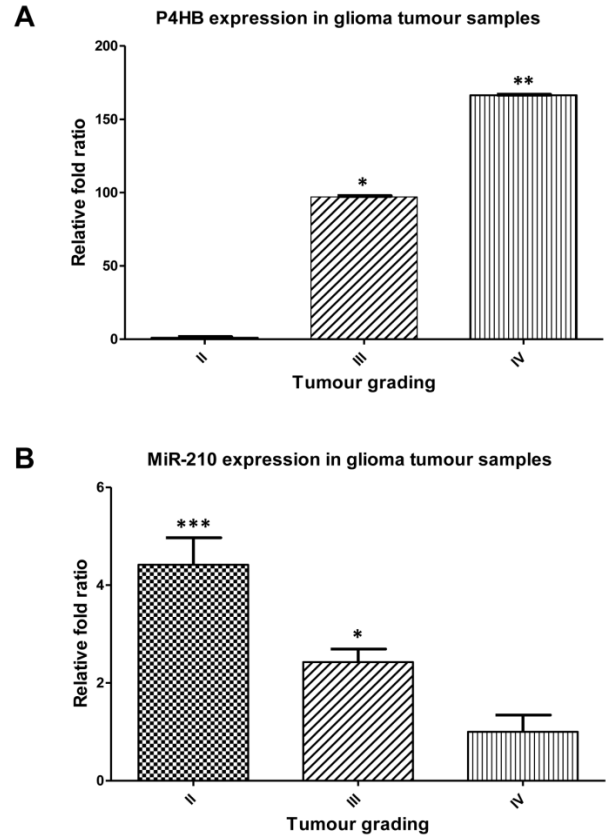 A
P4HB expression in glioma tumour samples
Relative fold ratio
200
150
100
50
0
*
**
II
III
IV
Tumour grading
B
MiR-210 expression in glioma tumour samples
Relative fold ratio
6
4
2
0
***
*
II
III
IV
Tumour grading